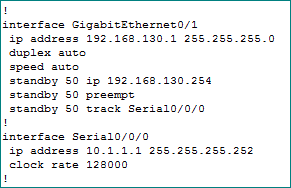 !
interface GigabitEthernet0/1
ip address 192.168.130.1 255.255.255.0
duplex auto
speed auto
standby 50 ip 192.168.130.254
standby 50 preempt
standby 50 track Serial0/0/0
!
interface Serial0/0/0
ip address 10.1.1.1 255.255.255.252
clock rate 128000
!